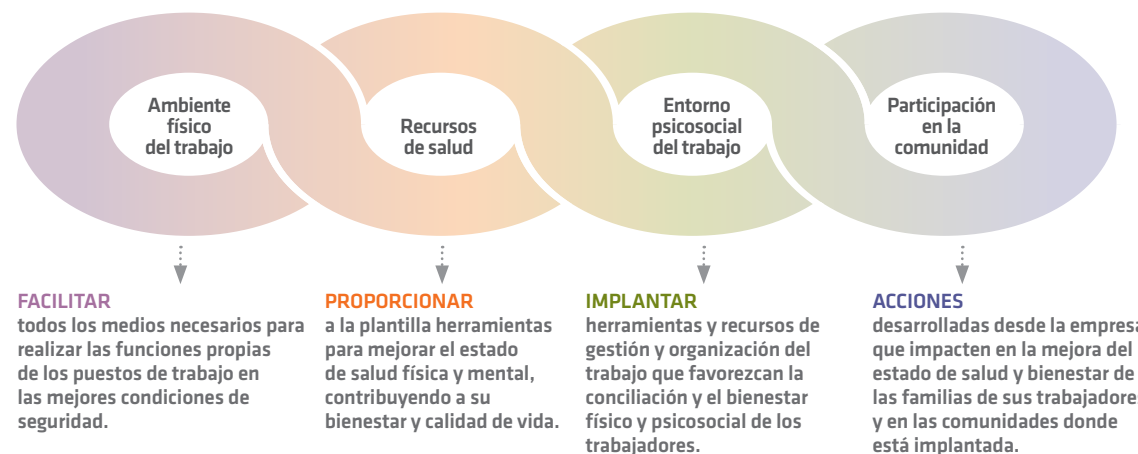 Ambiente
físico
del trabajo
Recursos
de salud
Entorno
psicosocial
del trabajo
Participación
en la
comunidad
FACILITAR
todos los medios necesarios para
realizar las funciones propias
de los puestos de trabajo en
las mejores condiciones de
seguridad.
PROPORCIONAR
a la plantilla herramientas
para mejorar el estado
de salud física y mental,
contribuyendo a su
bienestar y calidad de vida.
IMPLANTAR
herramientas y recursos de
gestión y organización del
trabajo que favorezcan la
conciliación y el bienestar
físico y psicosocial de los
trabajadores.
ACCIONES
desarrolladas desde la empresa
que impacten en la mejora del
estado de salud y bienestar de
las familias de sus trabajadore
y en las comunidades donde
está implantada.